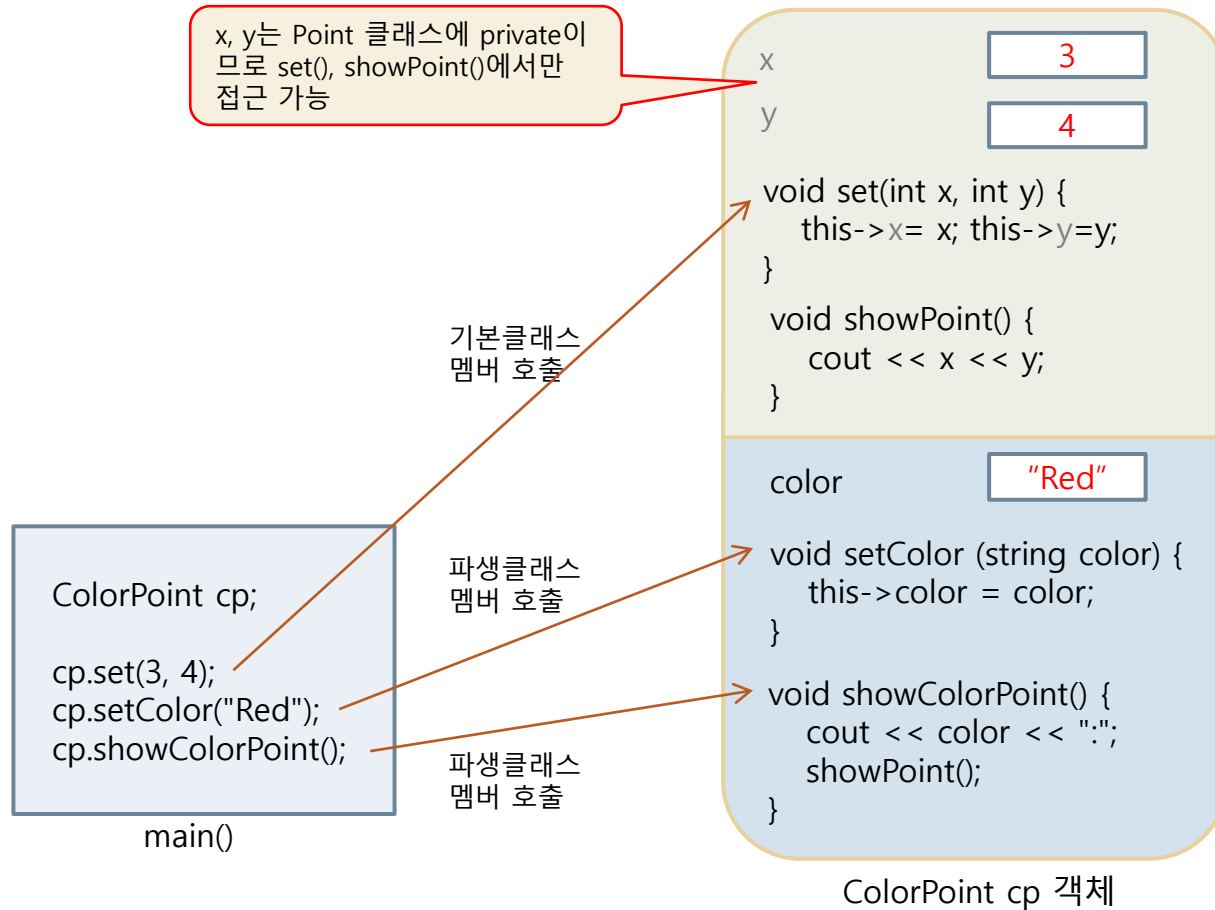 x, y는 Point 클래스에 private이
므로 set(), showPoint()에서만
접근 가능
x
3
y
4
void set(int x, int y) {
this->x= x; this->y=y;
}
void showPoint() {
cout << x << y;
}
기본클래스
멤버 호출
color
"Red"
void setColor (string color) {
this->color = color;
}
파생클래스
멤버 호출
ColorPoint cp;
cp.set(3, 4);
cp.setColor("Red");
cp.showColorPoint();
void showColorPoint() {
cout << color << ":";
showPoint();
}
파생클래스
멤버 호출
main()
ColorPoint cp 객체